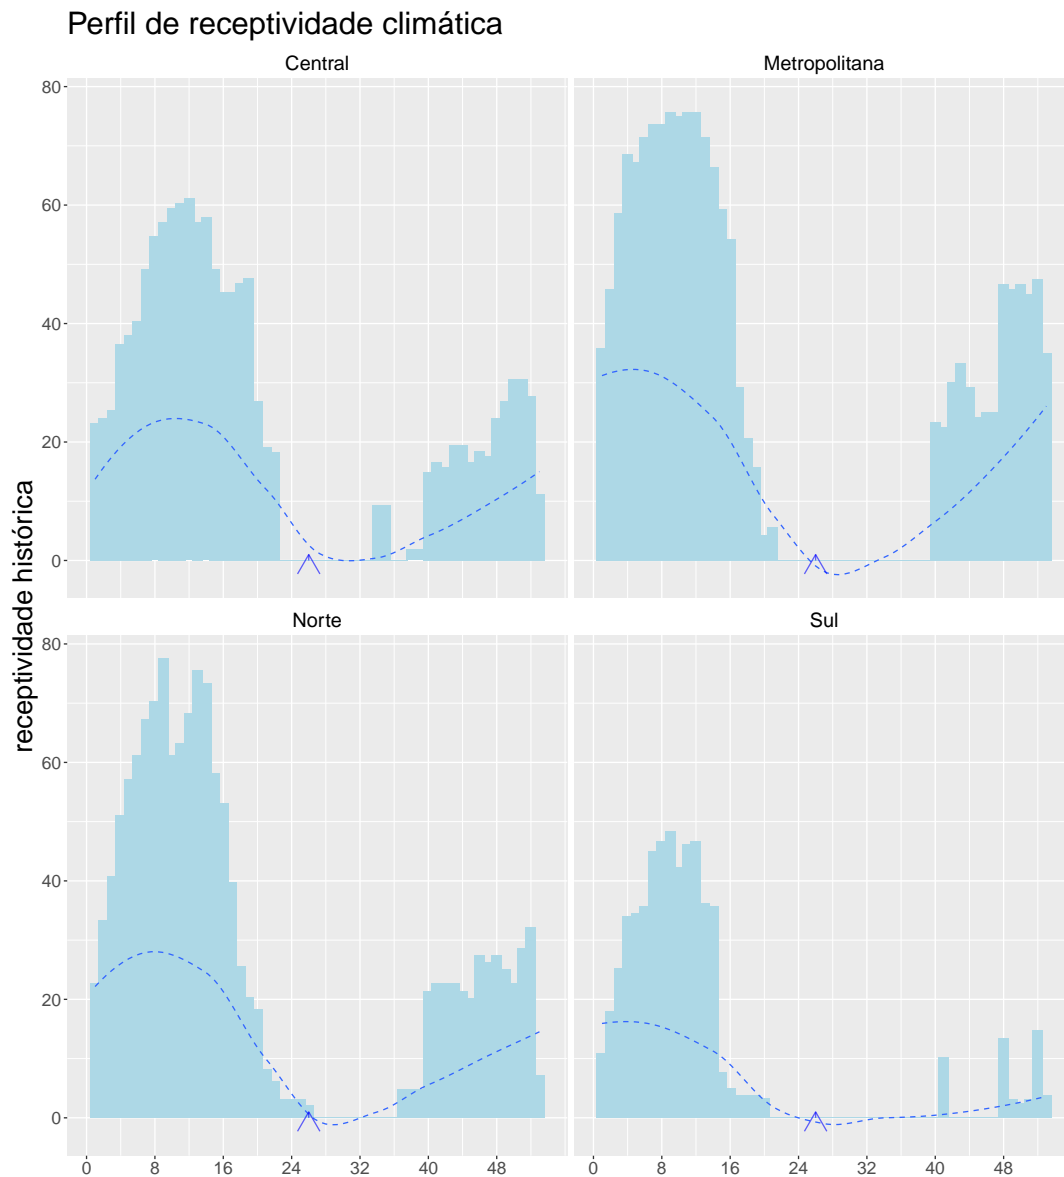 Perfil de receptividade climática
Central
Metropolitana
80
60
40
20
0
receptividade histórica
Norte
Sul
80
60
40
20
0
0 8 16 24 32 40 48
0 8 16 24 32 40 48